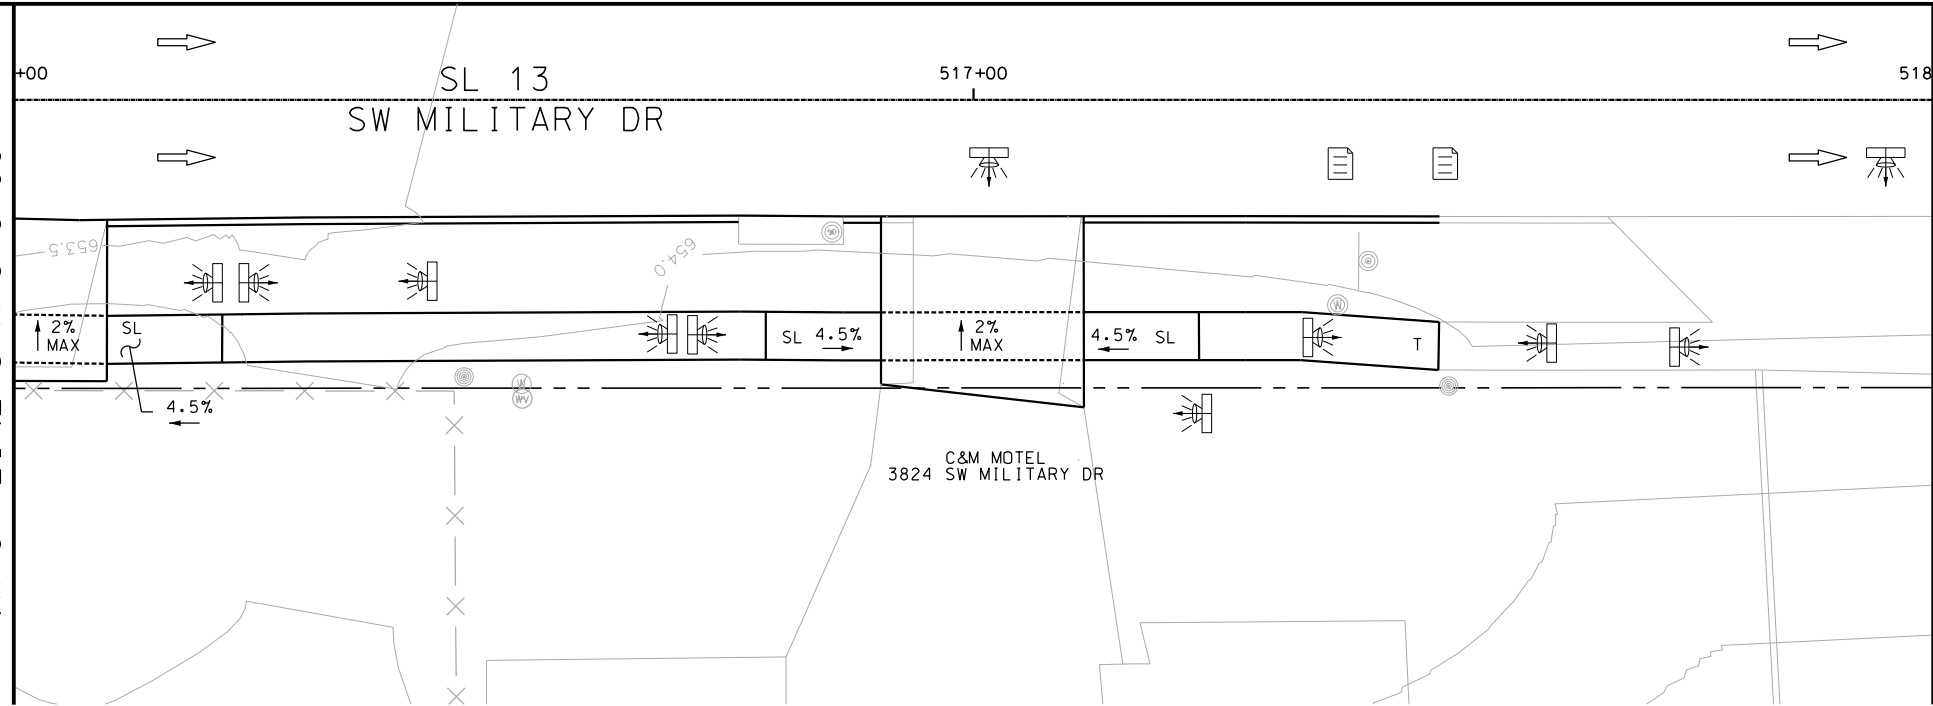 +00
SL 13
517+00
518
SW MILITARY DR
653.5
654.0
2%
MAX
SL
SL 4.5%
2%
MAX
4.5% SL
T
W
W
WV
4.5%
C&M MOTEL
3824 SW MILITARY DR